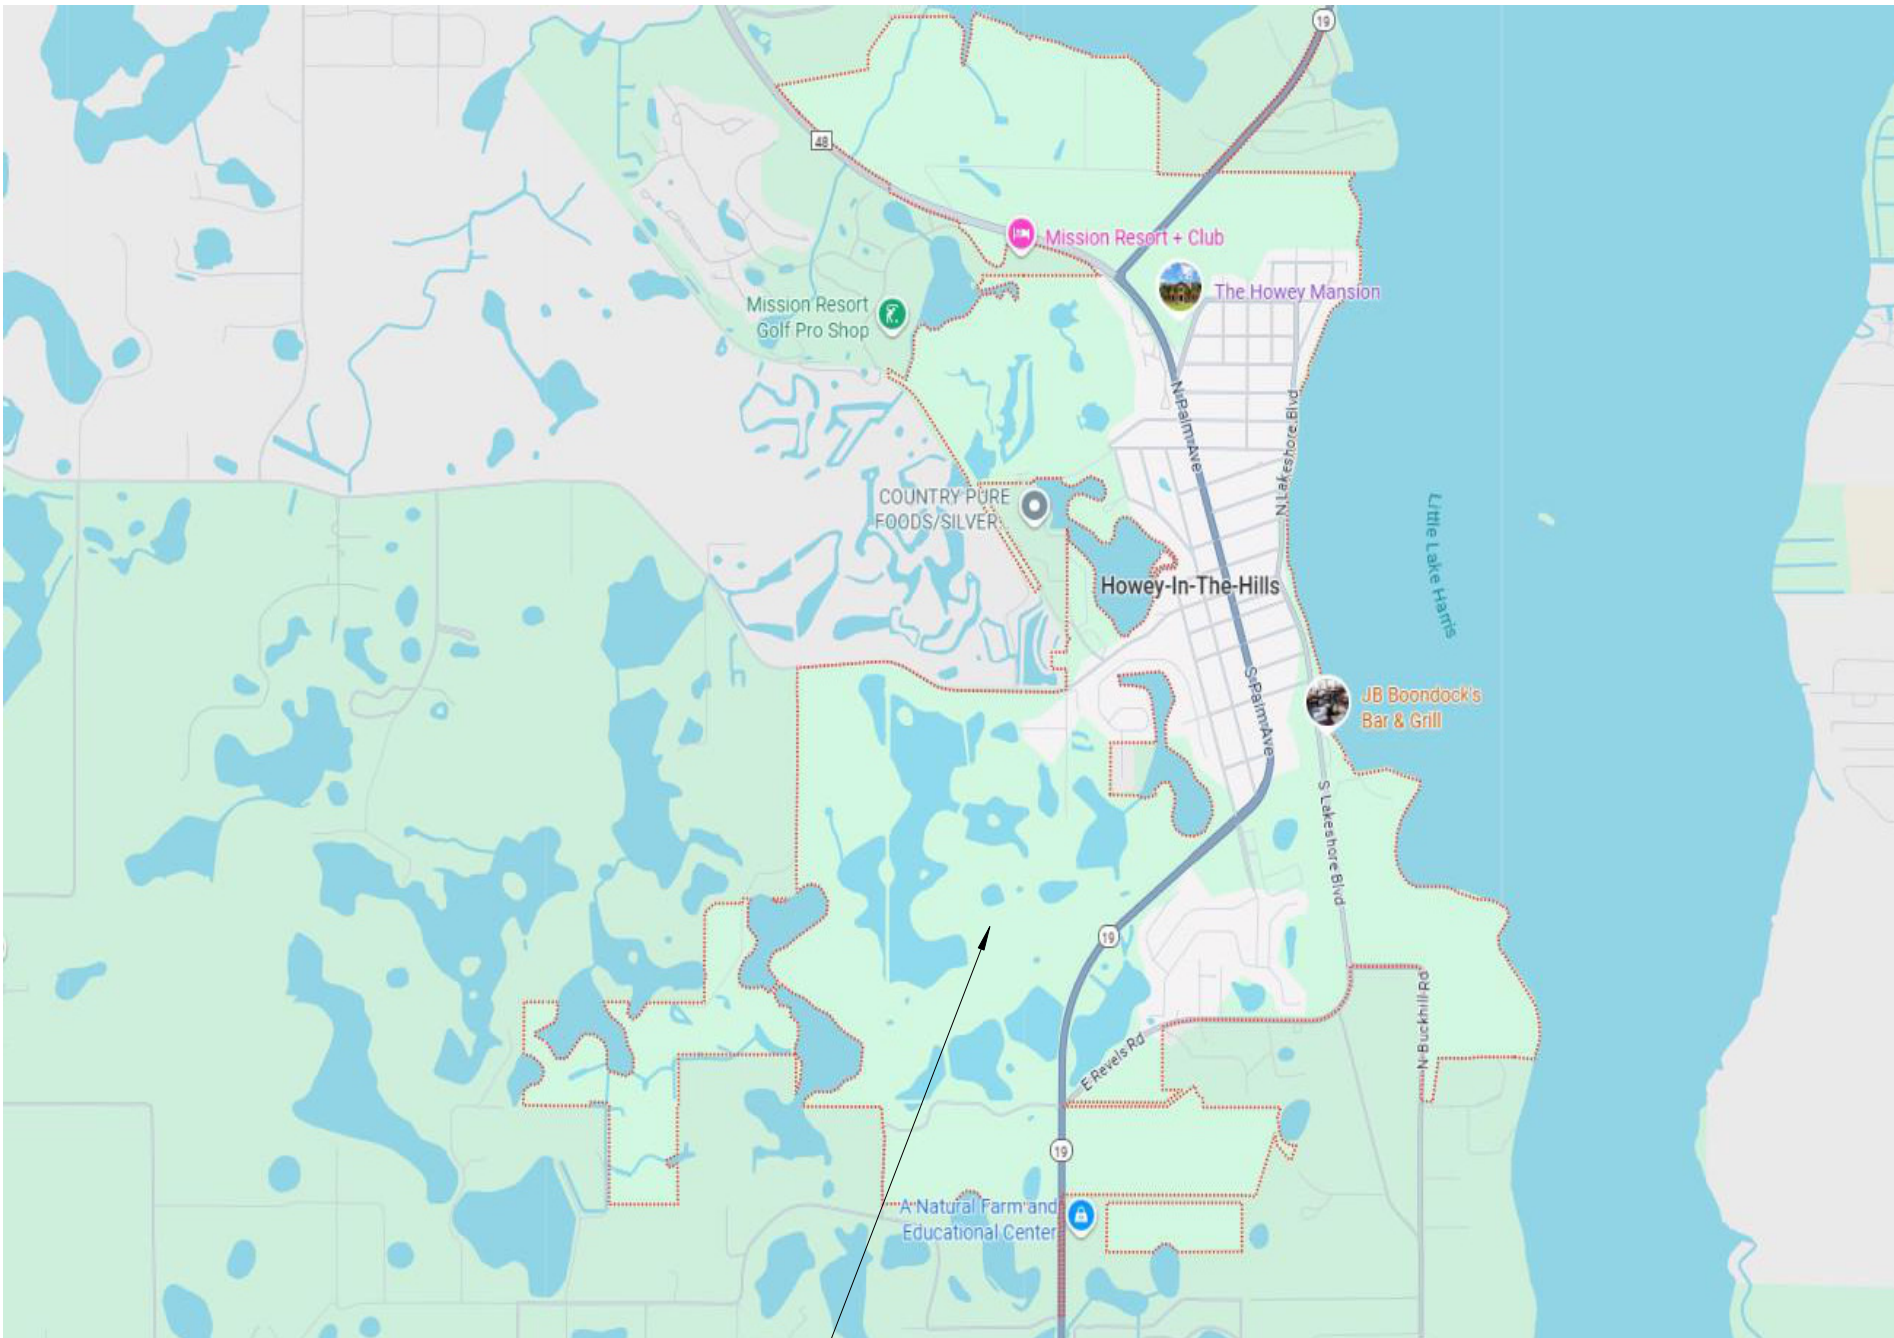 19
48
Mission Resort + Club
The Howey Mansion
Mission Resort
Golf Pro Shop
N Palm Ave
N Lakeshore Blvd
COUNTRY PURE
FOODS/SILVER...
Little Lake Harris
Howey-In-The-Hills
S Palm Ave
JB Boondock's
Bar & Grill
S Lakeshore Blvd
19
N Buckhill Rd
E Revels Rd
19
A Natural Farm and
Educational Center